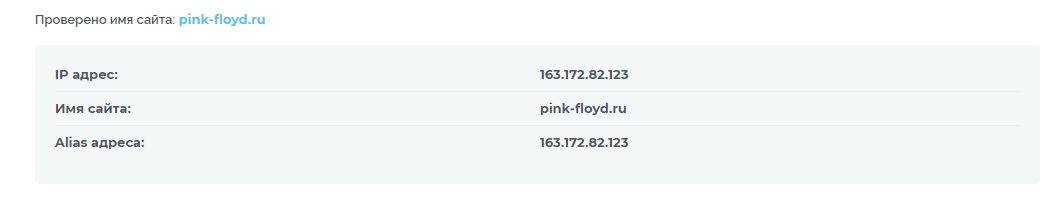 Проверено имя сайта: pink-floyd.ru
IP адрес: 163.172.82.123
Имя сайта: pink-floyd.ru
Alias адреса: 163.172.82.123